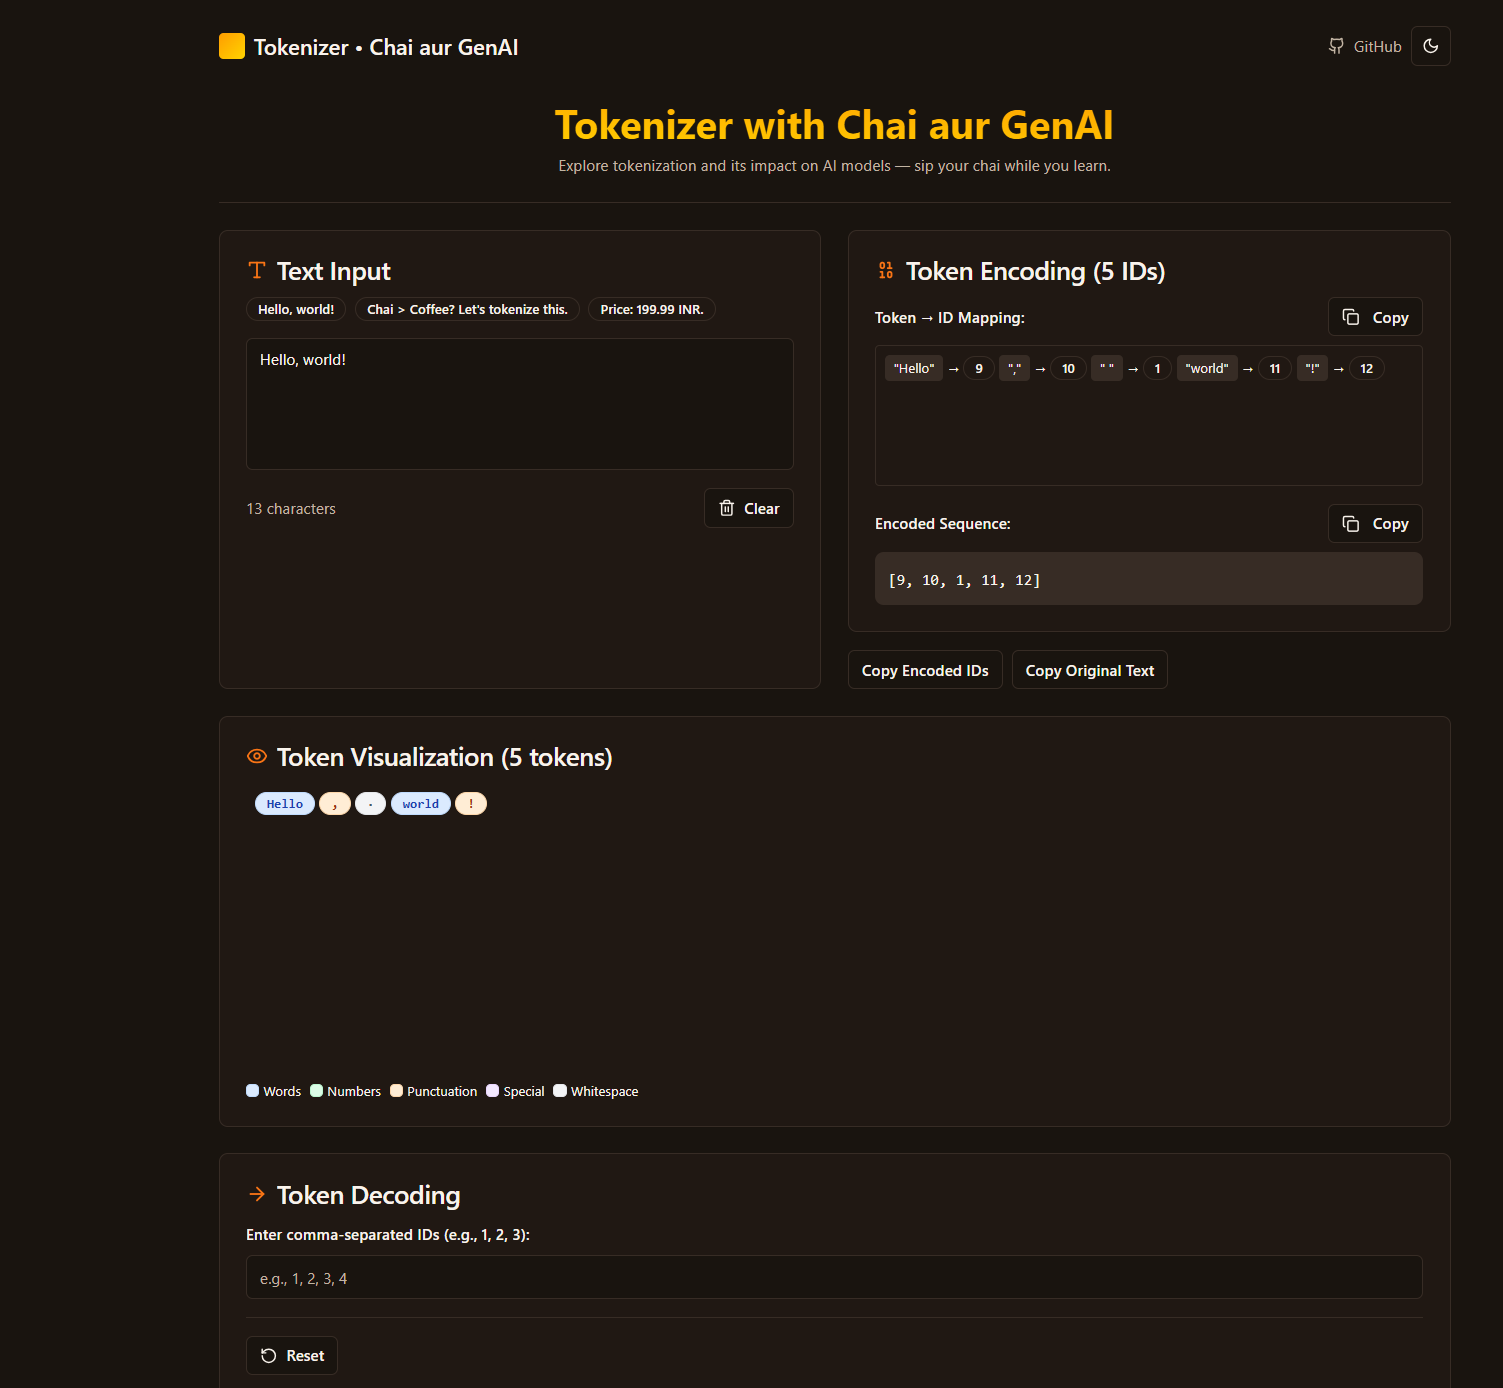 Tokenizer • Chai aur GenAI
GitHub
Tokenizer with Chai aur GenAI
Explore tokenization and its impact on AI models — sip your chai while you learn.
Text Input
Hello, world!
Chai > Coffee? Let's tokenize this.
Price: 199.99 INR.
Hello, world!
13 characters
Clear
01
10
Token Encoding (5 IDs)
Token → ID Mapping:
Copy
"Hello" → 9 "," → 10 " " → 1 "world" → 11 "!" → 12
Encoded Sequence:
Copy
[9, 10, 1, 11, 12]
Copy Encoded IDs
Copy Original Text
Token Visualization (5 tokens)
Hello , · world !
Words Numbers Punctuation Special Whitespace
Token Decoding
Enter comma-separated IDs (e.g., 1, 2, 3):
e.g., 1, 2, 3, 4
Reset